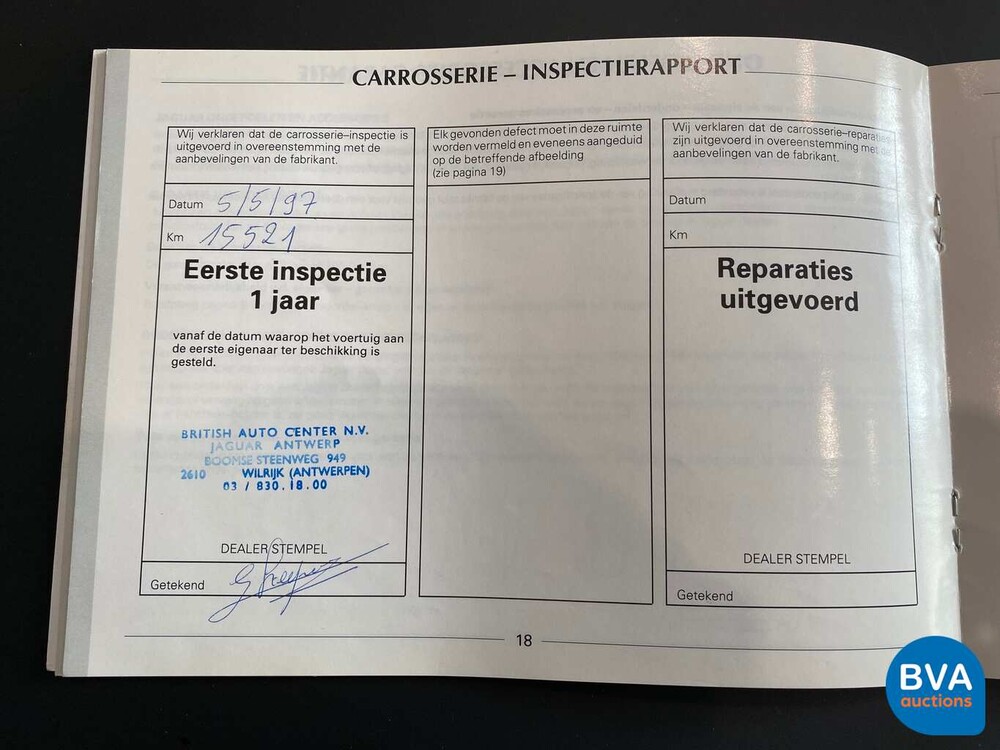 CARROSSERIE – INSPECTIERAPPORT
Wij verklaren dat de carrosserie–inspectie is
uitgevoerd in overeenstemming met de
aanbevelingen van de fabrikant.
Datum 5/5/97
Km 15521
Eerste inspectie
1 jaar
vanaf de datum waarop het voertuig aan
de eerste eigenaar ter beschikking is
gesteld.
BRITISH AUTO CENTER N.V.
JAGUAR ANTWERP
BOOMSE STEENWEG 949
2610 WILRIJK (ANTWERPEN)
03 / 830.18.00
DEALER STEMPEL
Getekend
Elk gevonden defect moet in deze ruimte
worden vermeld en eveneens aangeduid
op de betreffende afbeelding
(zie pagina 19)
Wij verklaren dat de carrosserie–reparaties
zijn uitgevoerd in overeenstemming met de
aanbevelingen van de fabrikant.
Datum
Km
Reparaties
uitgevoerd
DEALER STEMPEL
Getekend
18
BVA
auctions